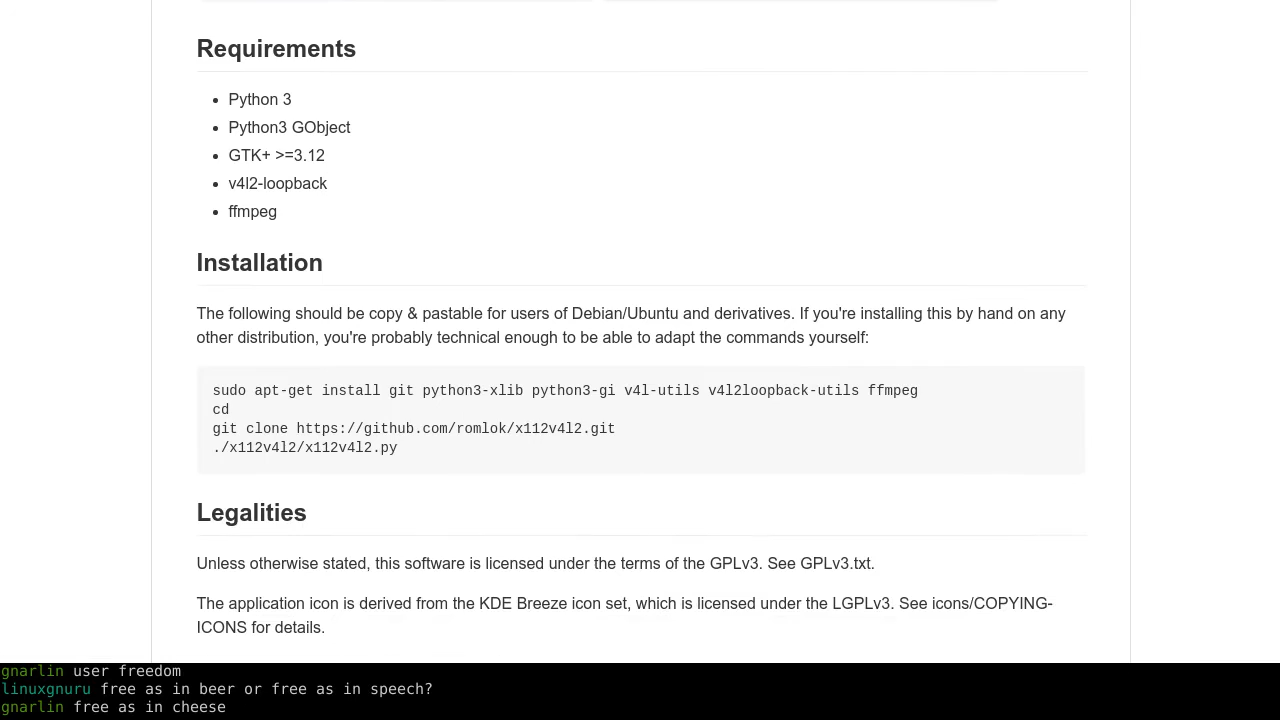 Requirements
Python 3
Python3 GObject
GTK+ >=3.12
v4l2-loopback
ffmpeg
Installation
The following should be copy & pastable for users of Debian/Ubuntu and derivatives. If you're installing this by hand on any
other distribution, you're probably technical enough to be able to adapt the commands yourself:
sudo apt-get install git python3-xlib python3-gi v4l-utils v4l2loopback-utils ffmpeg
cd
git clone https://github.com/romlok/x112v4l2.git
./x112v4l2/x112v4l2.py
Legalities
Unless otherwise stated, this software is licensed under the terms of the GPLv3. See GPLv3.txt.
The application icon is derived from the KDE Breeze icon set, which is licensed under the LGPLv3. See icons/COPYING-
ICONS for details.
gnarlin user freedom
linuxgnuru free as in beer or free as in speech?
gnarlin free as in cheese